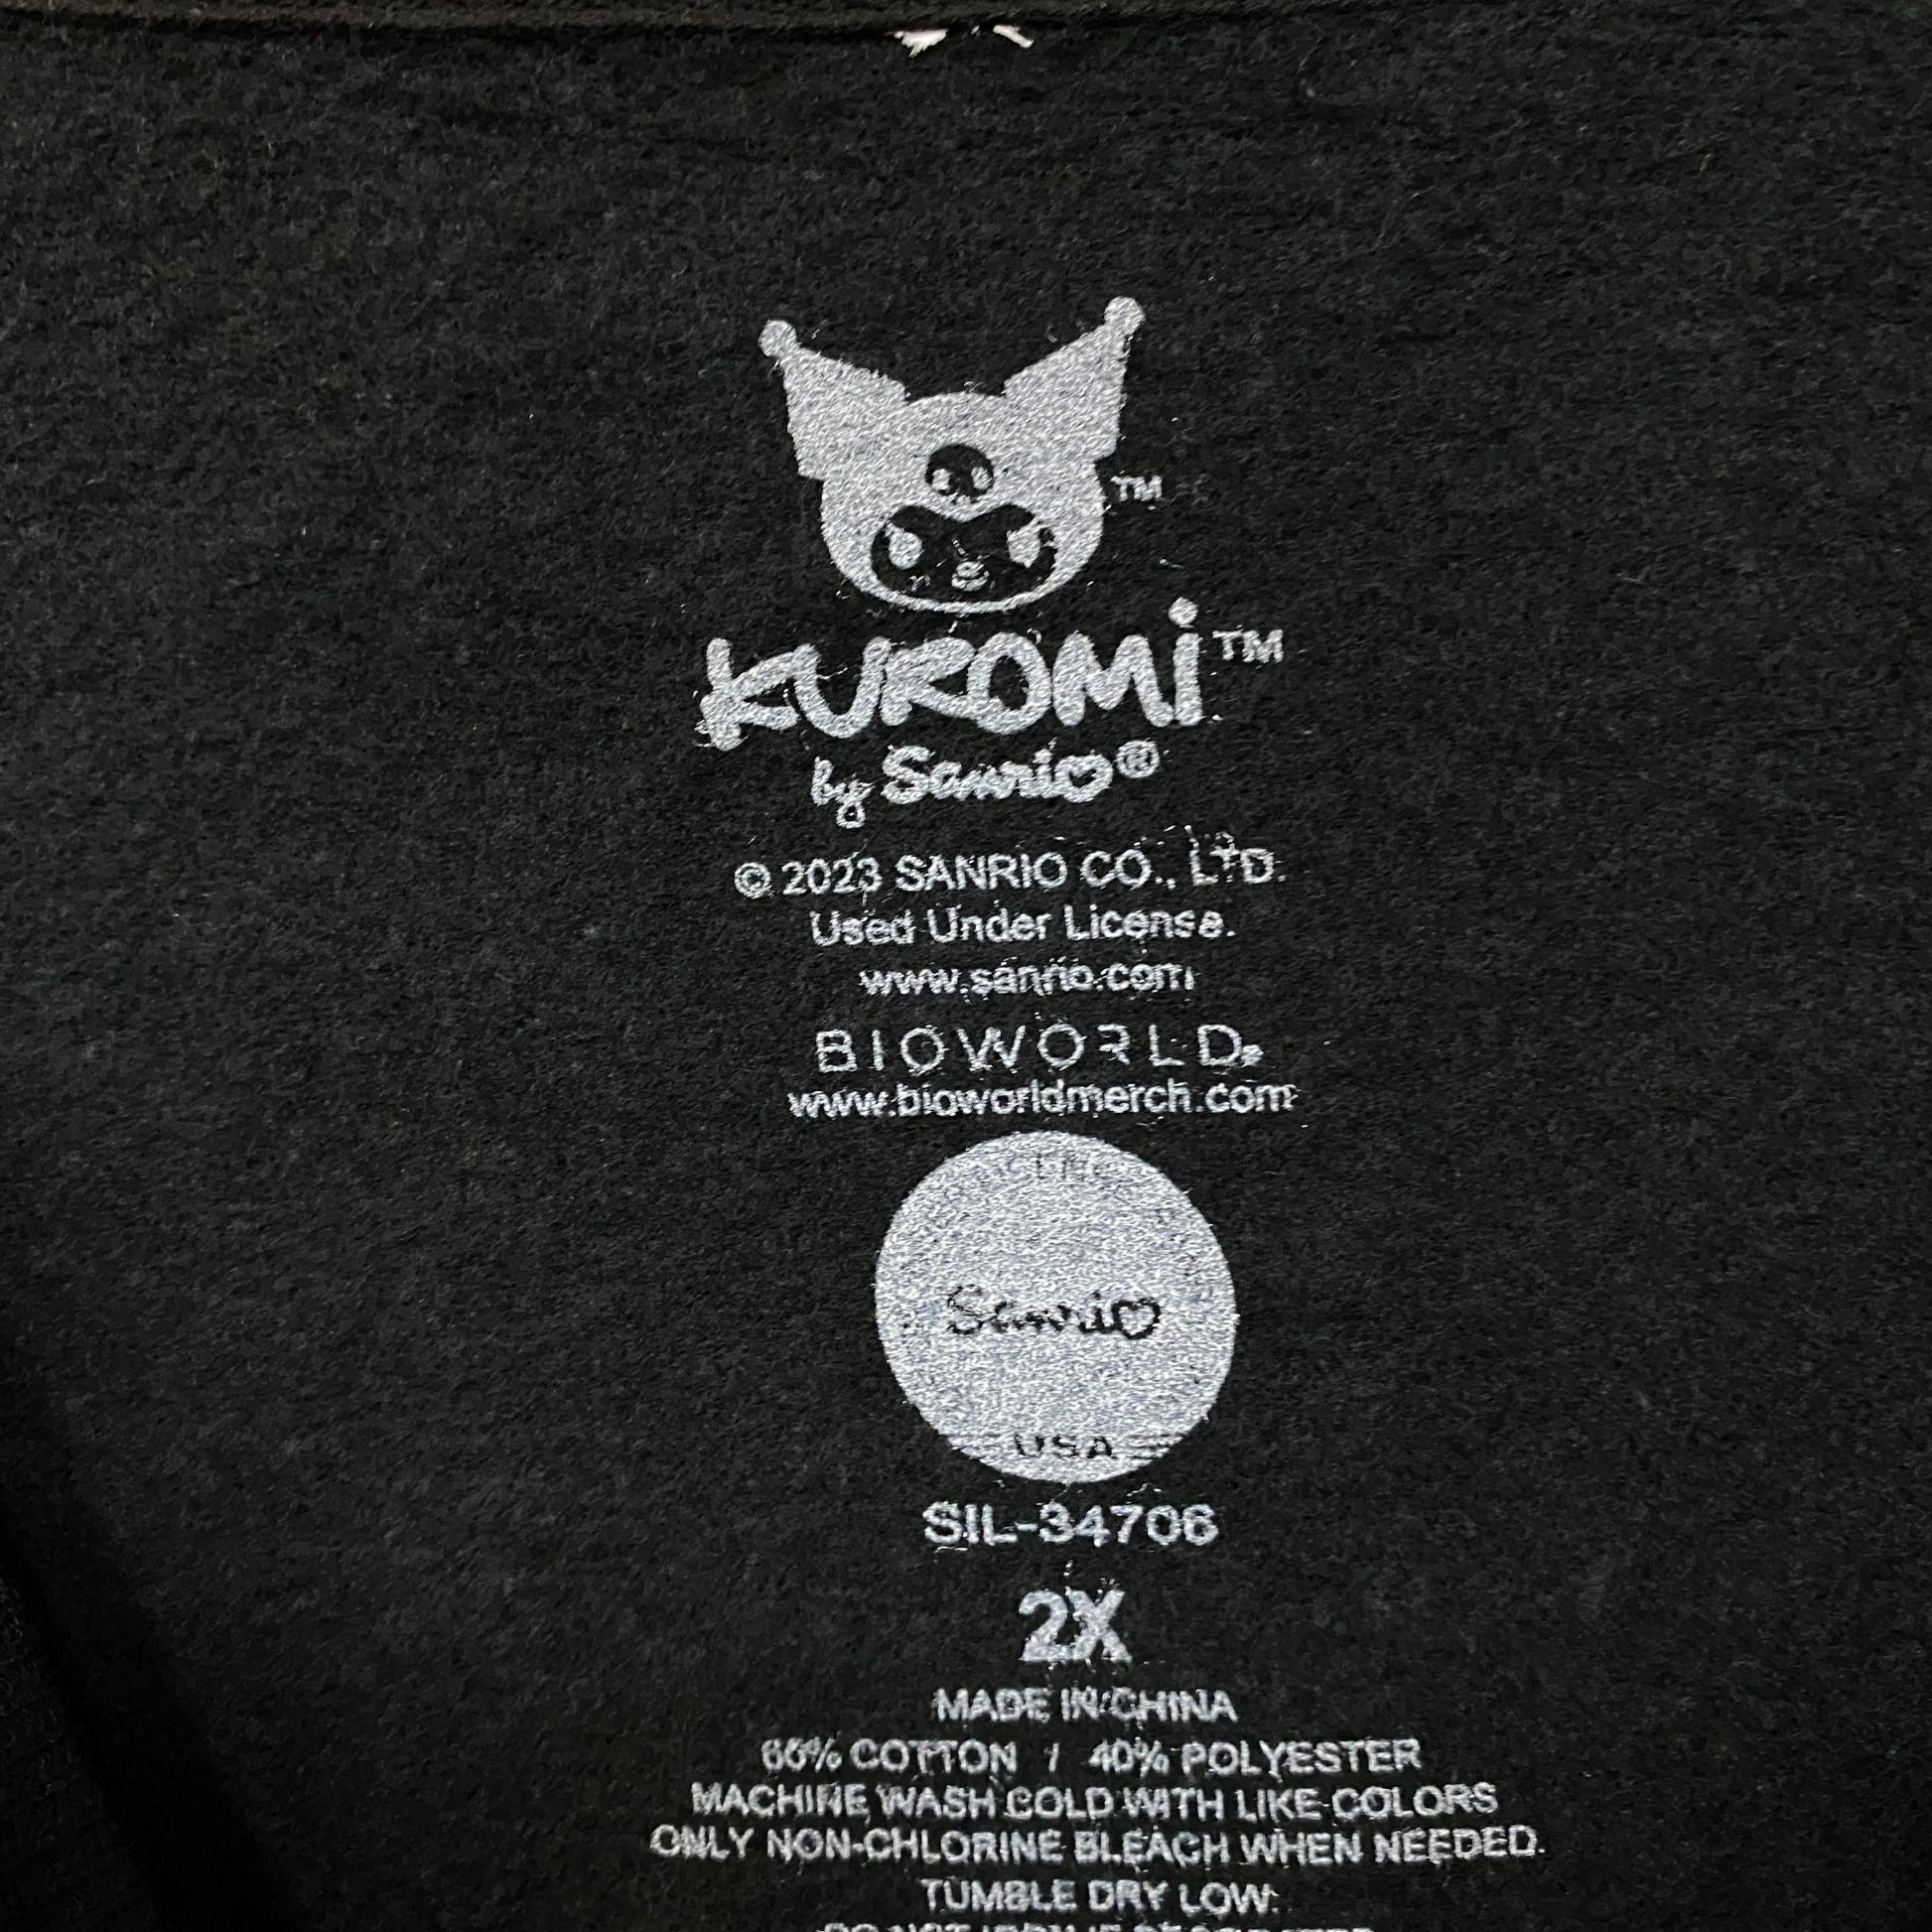 TM
KUROMi™
by Sanrio®
© 2023 SANRIO CO., LTD.
Used Under License.
www.sanrio.com
BIOWORLD®
www.bioworldmerch.com
Sanrio
USA
SIL-34706
2X
MADE IN CHINA
60% COTTON / 40% POLYESTER
MACHINE WASH COLD WITH LIKE COLORS
ONLY NON-CHLORINE BLEACH WHEN NEEDED.
TUMBLE DRY LOW.